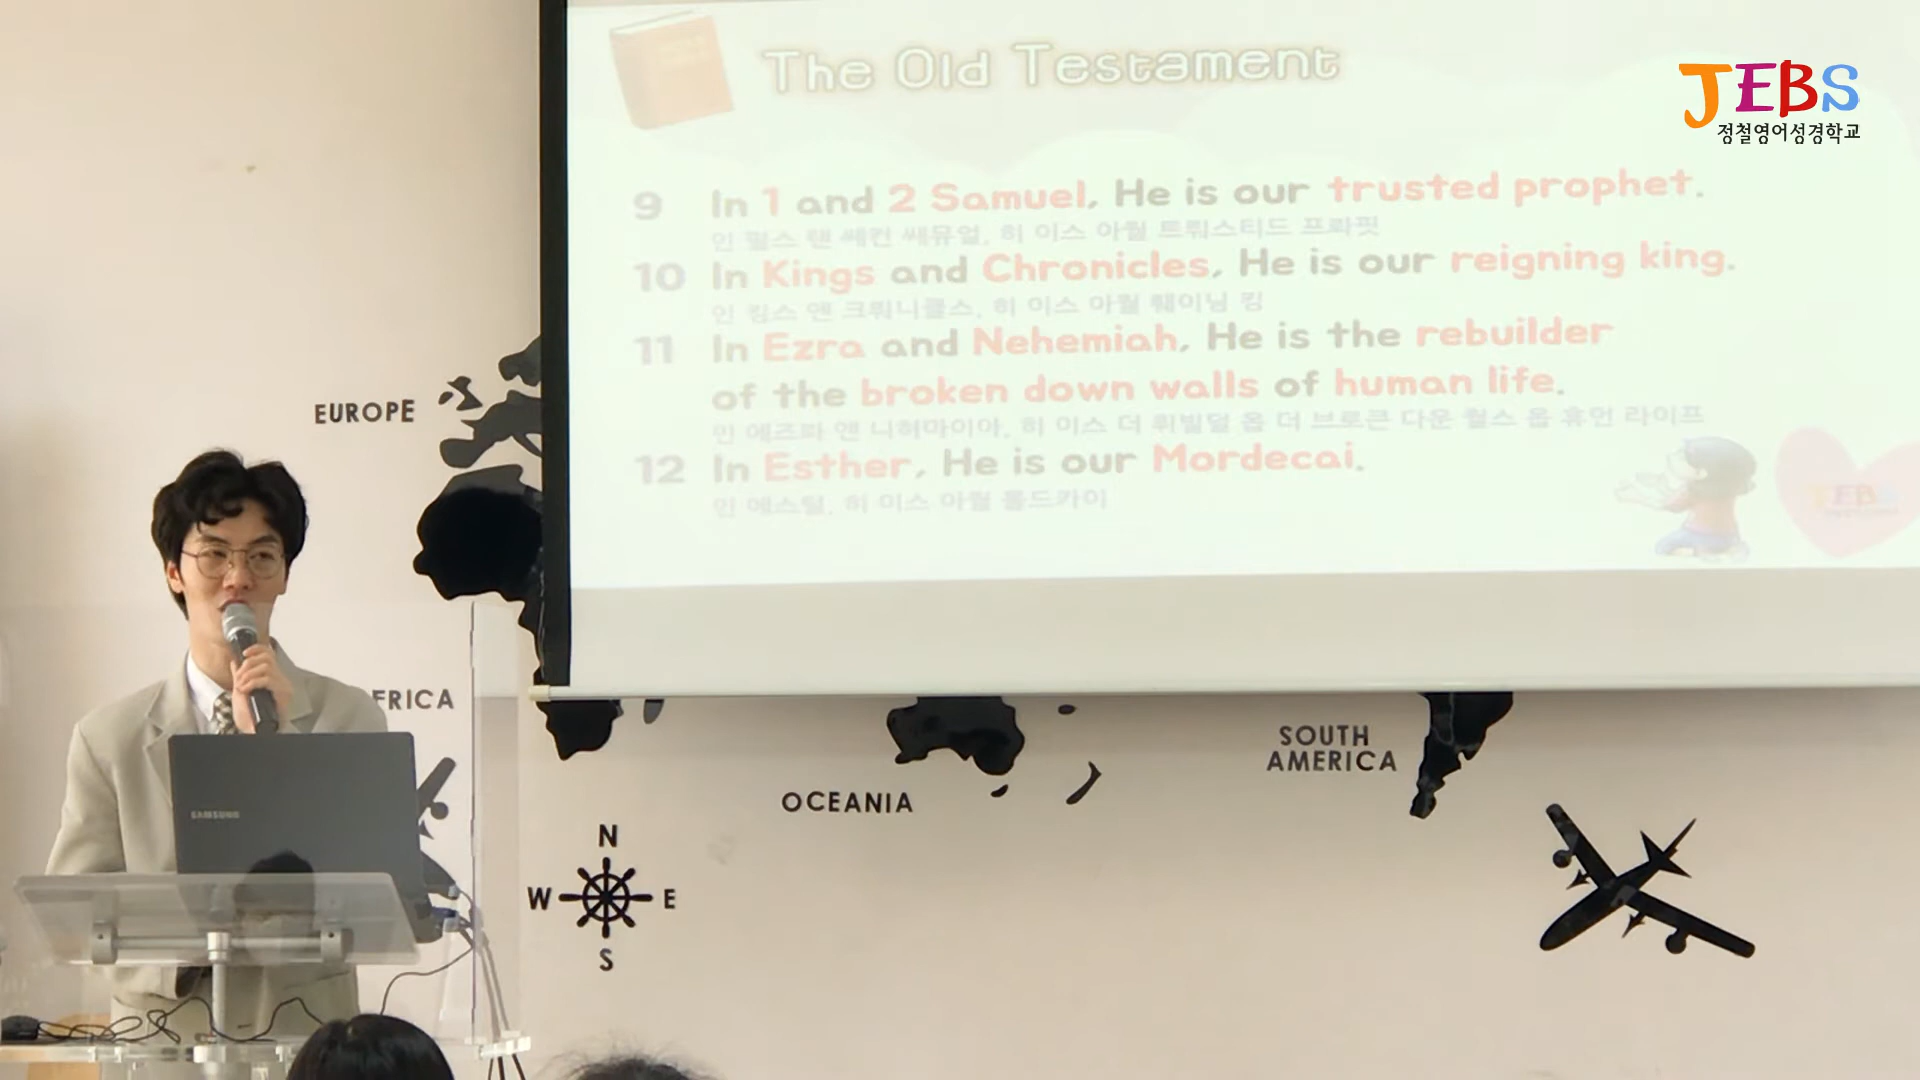 The Old Testament
JEBS
정철영어성경학교
9 In 1 and 2 Samuel, He is our trusted prophet.
인 펄스 앤 쎄컨 쌔뮤얼, 히 이스 아월 트뤄스티드 프롸핏
10 In Kings and Chronicles, He is our reigning king.
인 킹스 앤 크뤄니클스, 히 이스 아월 뤠이닝 킹
11 In Ezra and Nehemiah, He is the rebuilder
of the broken down walls of human life.
인 에즈롸 앤 니허마이아, 히 이스 더 뤼빌덜 옵 더 브로큰 다운 월스 옵 휴먼 라이프
12 In Esther, He is our Mordecai.
인 에스털, 히 이스 아월 몰드카이
JEBS
EUROPE
FRICA
SOUTH
AMERICA
OCEANIA
SAMSUNG
N
W E
S